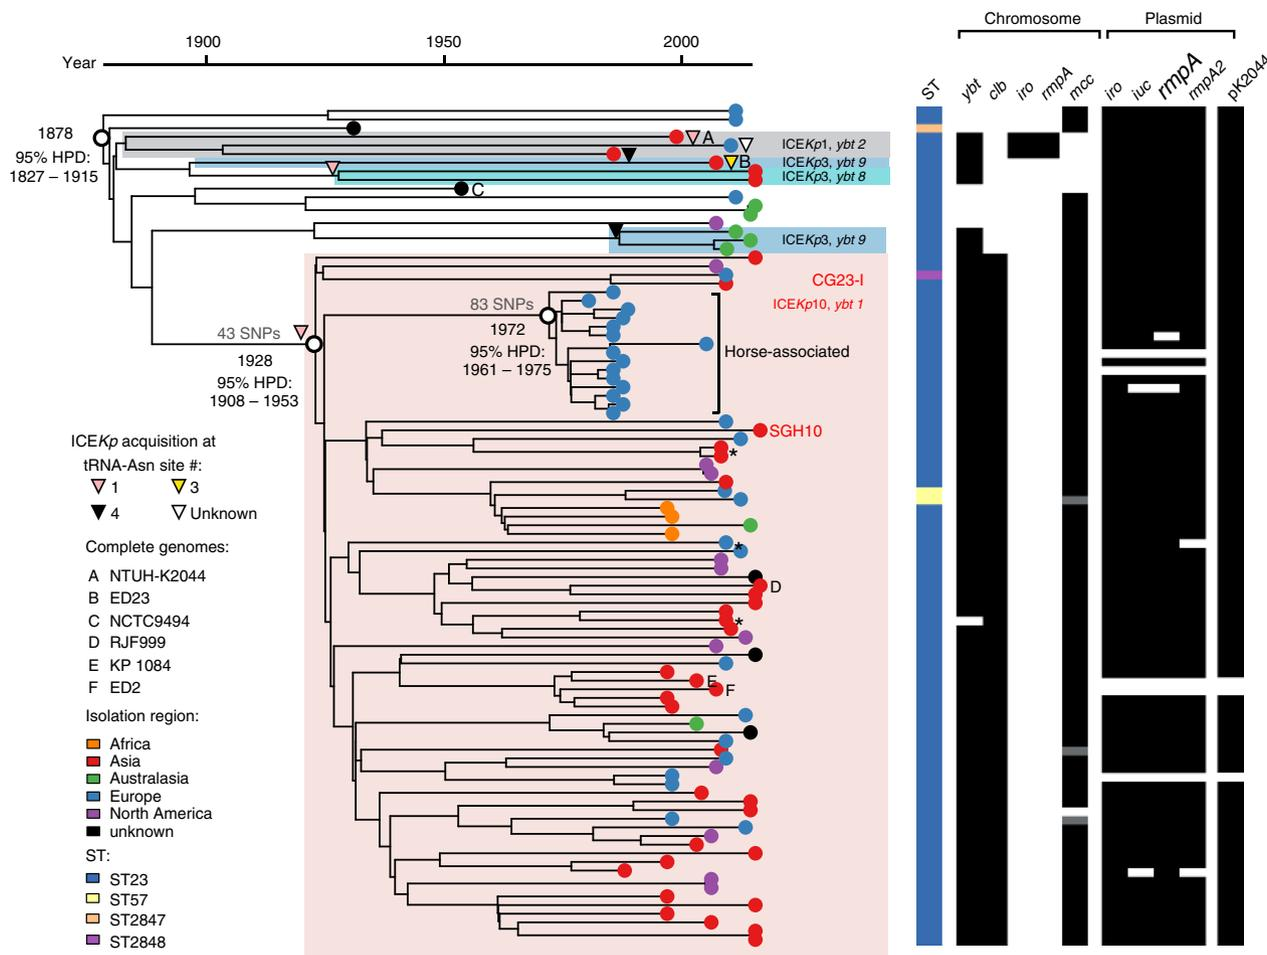 Chromosome Plasmid
1900 1950 2000
Year
ST ybt clb iro rmpA mcc iro iuc rmpA rmpA2 pK2044
1878
95% HPD:
1827 – 1915
A
ICEKp1, ybt 2
B
ICEKp3, ybt 9
ICEKp3, ybt 8
C
ICEKp3, ybt 9
CG23-I
ICEKp10, ybt 1
83 SNPs
1972
95% HPD:
1961 – 1975
Horse-associated
43 SNPs
1928
95% HPD:
1908 – 1953
SGH10
*
*
D
*
E
F
ICEKp acquisition at
tRNA-Asn site #:
1 3
4 Unknown
Complete genomes:
A NTUH-K2044
B ED23
C NCTC9494
D RJF999
E KP 1084
F ED2
Isolation region:
Africa
Asia
Australasia
Europe
North America
unknown
ST:
ST23
ST57
ST2847
ST2848